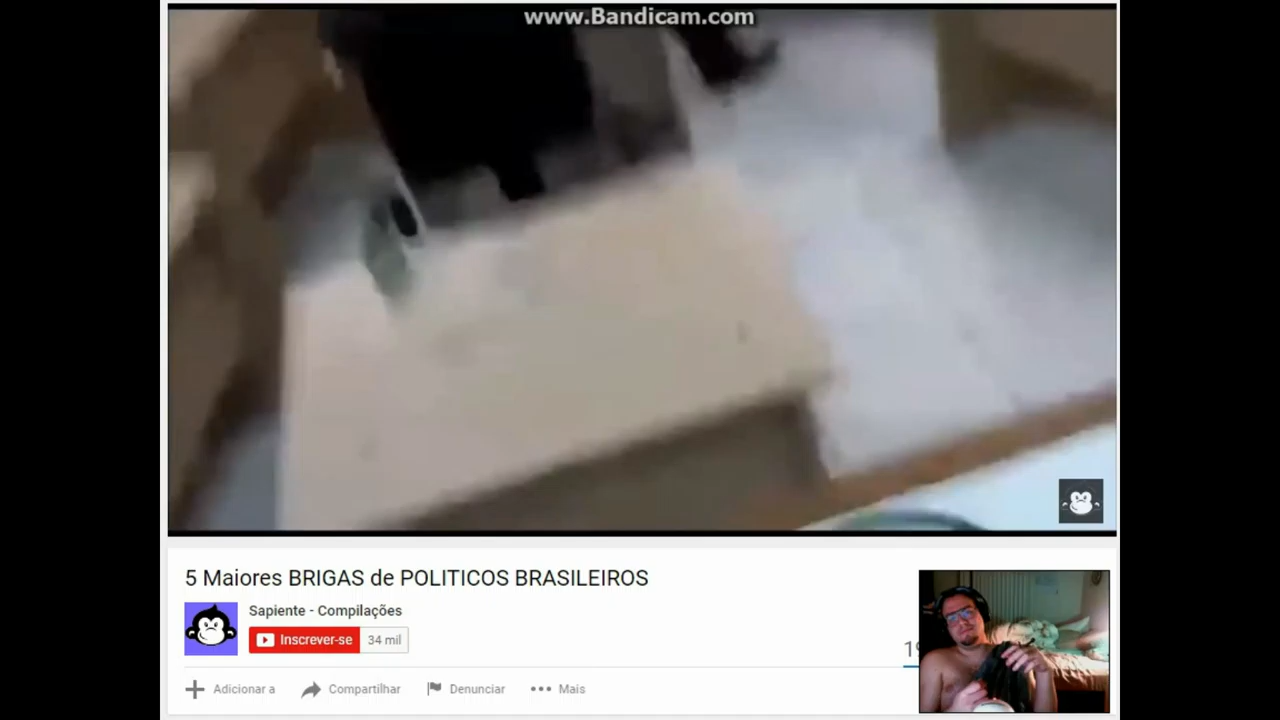 www.Bandicam.com
5 Maiores BRIGAS de POLITICOS BRASILEIROS
Sapiente - Compilações
Inscrever-se 34 mil
Adicionar a Compartilhar Denunciar Mais